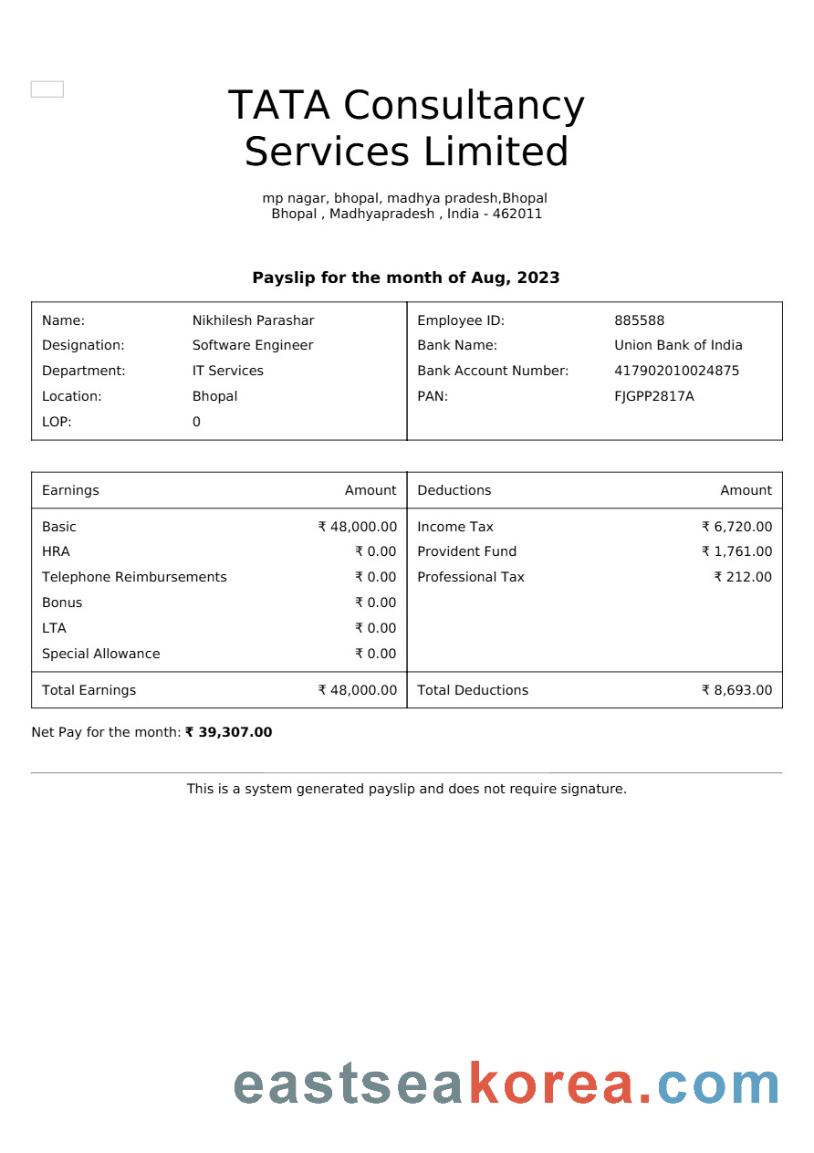 TATA Consultancy
Services Limited
mp nagar, bhopal, madhya pradesh,Bhopal
Bhopal , Madhyapradesh , India - 462011
Payslip for the month of Aug, 2023
Name: Nikhilesh Parashar Employee ID: 885588
Designation: Software Engineer Bank Name: Union Bank of India
Department: IT Services Bank Account Number: 417902010024875
Location: Bhopal PAN: FJGPP2817A
LOP: 0
Earnings Amount Deductions Amount
Basic ₹ 48,000.00 Income Tax ₹ 6,720.00
HRA ₹ 0.00 Provident Fund ₹ 1,761.00
Telephone Reimbursements ₹ 0.00 Professional Tax ₹ 212.00
Bonus ₹ 0.00
LTA ₹ 0.00
Special Allowance ₹ 0.00
Total Earnings ₹ 48,000.00 Total Deductions ₹ 8,693.00
Net Pay for the month: ₹ 39,307.00
This is a system generated payslip and does not require signature.
eastseakorea.com